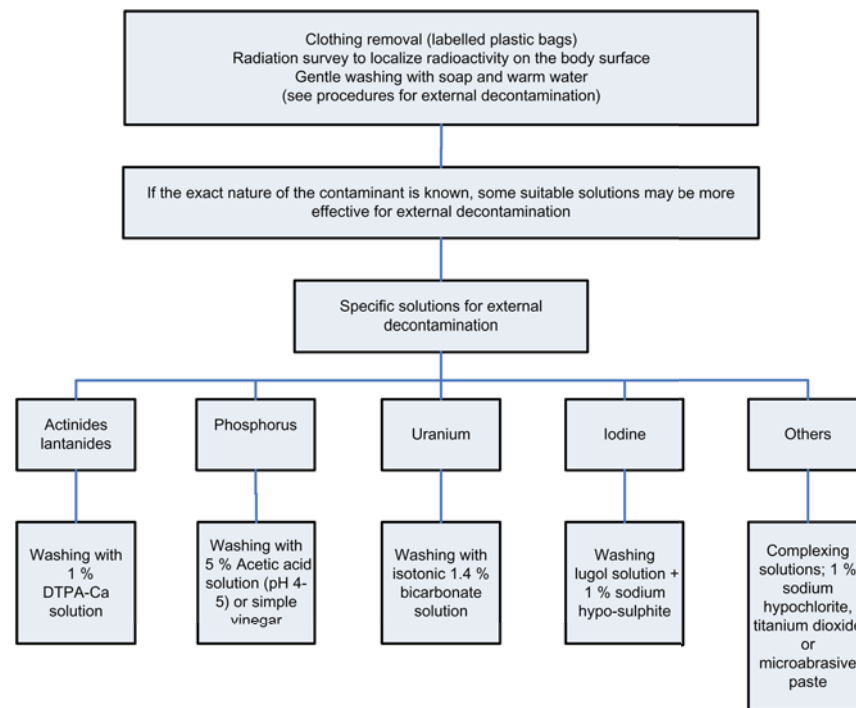 Clothing removal (labelled plastic bags)
Radiation survey to localize radioactivity on the body surface
Gentle washing with soap and warm water
(see procedures for external decontamination)
If the exact nature of the contaminant is known, some suitable solutions may be more
effective for external decontamination
Specific solutions for external
decontamination
Actinides
lantanides
Phosphorus
Uranium
Iodine
Others
Washing with
1 %
DTPA-Ca
solution
Washing with
5 % Acetic acid
solution (pH 4-
5) or simple
vinegar
Washing with
isotonic 1.4 %
bicarbonate
solution
Washing
lugol solution +
1 % sodium
hypo-sulphite
Complexing
solutions; 1 %
sodium
hypochlorite,
titanium dioxide
or
microabrasive
paste